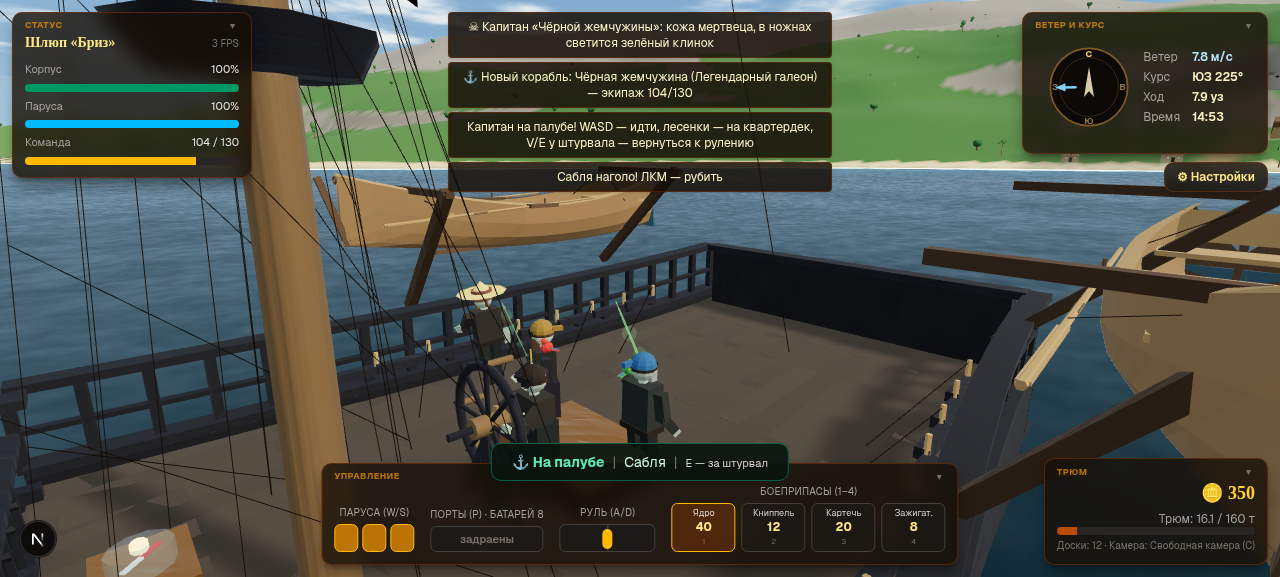 СТАТУС
▼
Шлюп «Бриз»
3 FPS
Корпус
100%
Паруса
100%
Команда
104 / 130
☠ Капитан «Чёрной жемчужины»: кожа мертвеца, в ножнах
светится зелёный клинок
⚓ Новый корабль: Чёрная жемчужина (Легендарный галеон)
— экипаж 104/130
Капитан на палубе! WASD — идти, лесенки — на квартердек,
V/E у штурвала — вернуться к рулению
Сабля наголо! ЛКМ — рубить
ВЕТЕР И КУРС
▼
С
З
В
Ю
Ветер
7.8 м/с
Курс
ЮЗ 225°
Ход
7.9 уз
Время
14:53
⚙ Настройки
⚓ На палубе | Сабля | E — за штурвал
УПРАВЛЕНИЕ
▼
ПАРУСА (W/S)
ПОРТЫ (P) · БАТАРЕЙ 8
задраены
РУЛЬ (A/D)
БОЕПРИПАСЫ (1–4)
Ядро
40
1
Книппель
12
2
Картечь
20
3
Зажигат.
8
4
ТРЮМ
▼
350
Трюм: 16.1 / 160 т
Доски: 12 · Камера: Свободная камера (C)
N